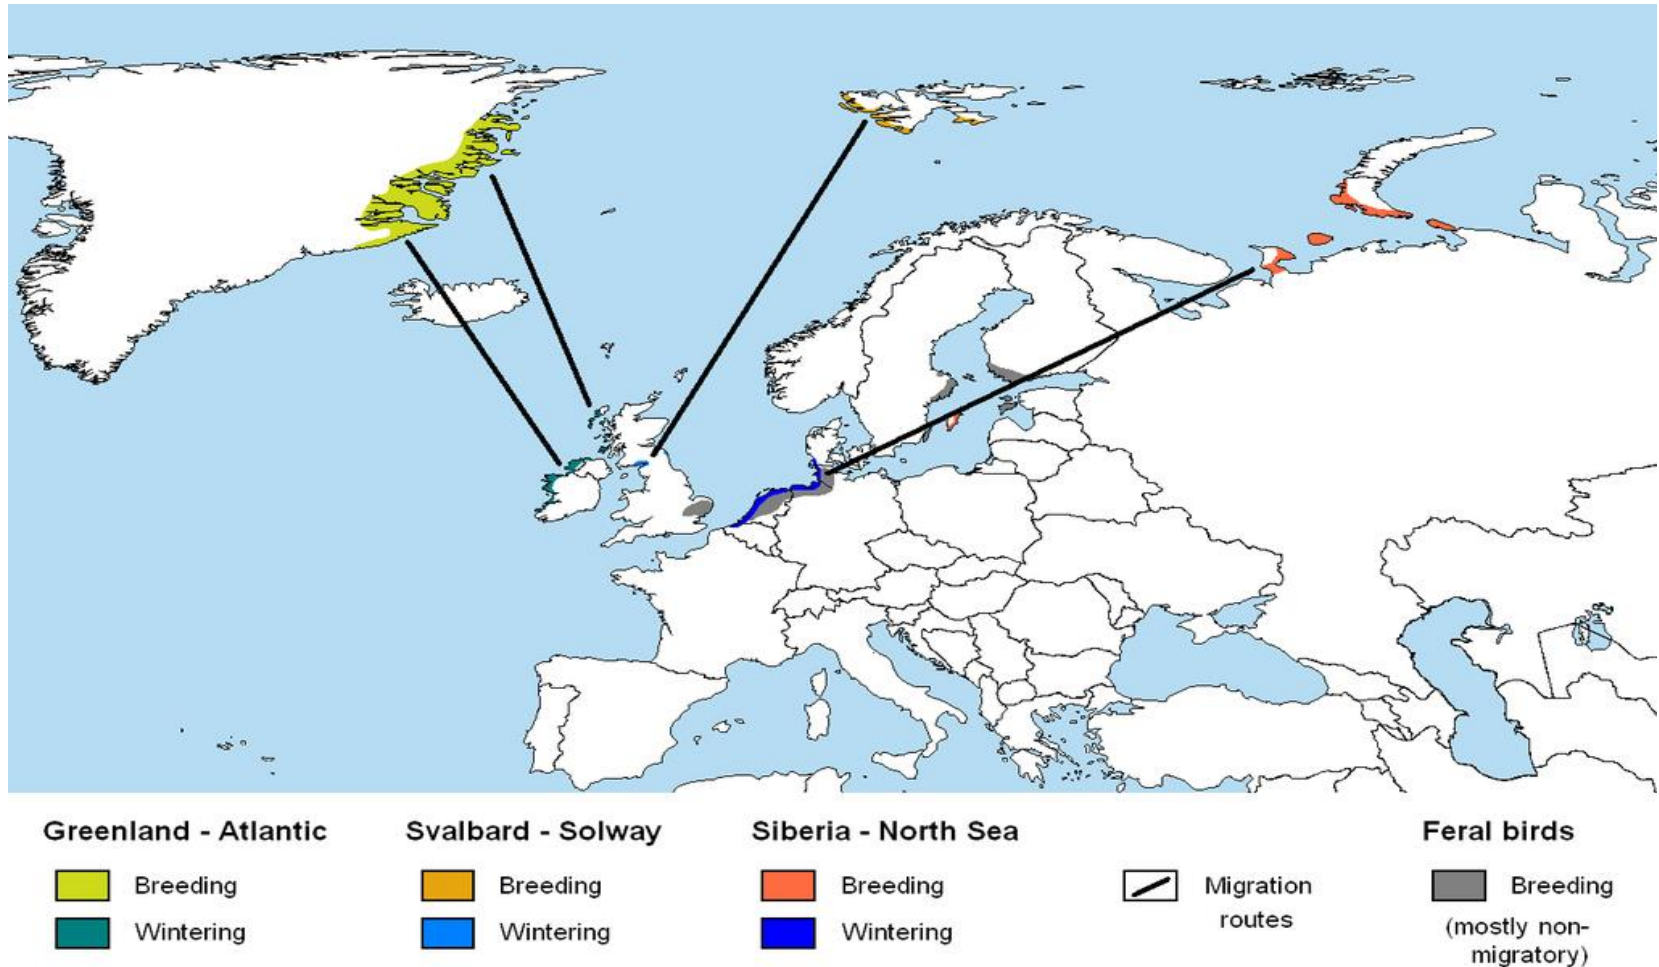 Greenland - Atlantic
Breeding
Wintering
Svalbard - Solway
Breeding
Wintering
Siberia - North Sea
Breeding
Wintering
Migration
routes
Feral birds
Breeding
(mostly non-
migratory)